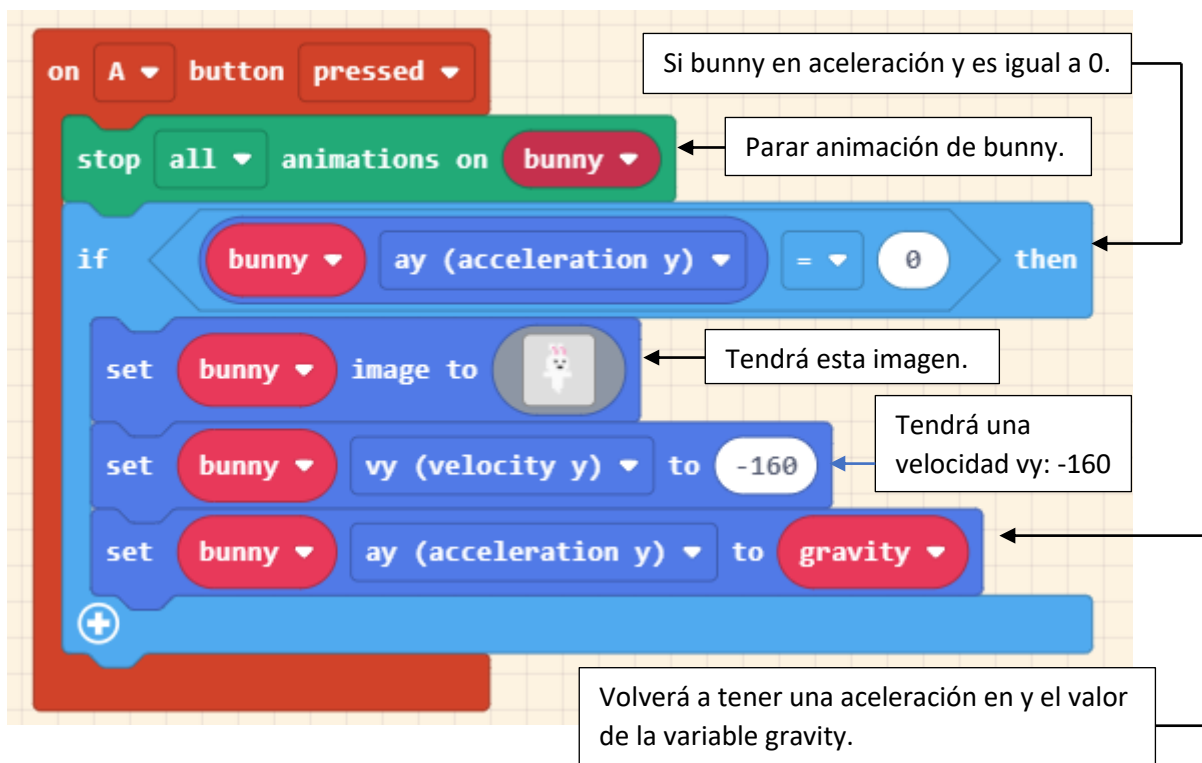 on A button pressed
Si bunny en aceleración y es igual a 0.
stop all animations on bunny
Parar animación de bunny.
if bunny ay (acceleration y) = 0 then
set bunny image to
Tendrá esta imagen.
set bunny vy (velocity y) to -160
Tendrá una
velocidad vy: -160
set bunny ay (acceleration y) to gravity
Volverá a tener una aceleración en y el valor
de la variable gravity.